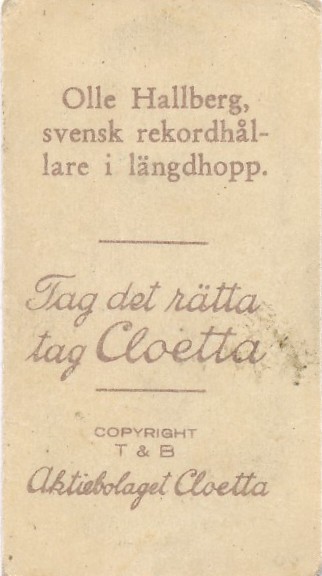 Olle Hallberg,
svensk rekordhål-
lare i längdhopp.
Tag det rätta
tag Cloetta
COPYRIGHT
T & B
Aktiebolaget Cloetta